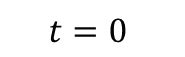 t = 0